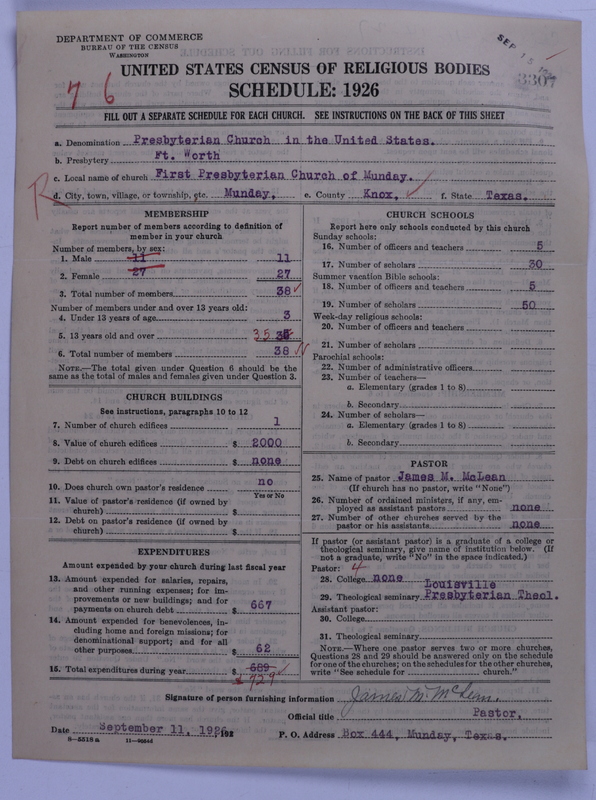 DEPARTMENT OF COMMERCE
BUREAU OF THE CENSUS
WASHINGTON
SEP 15
3307
7 6
UNITED STATES CENSUS OF RELIGIOUS BODIES
SCHEDULE: 1926
FILL OUT A SEPARATE SCHEDULE FOR EACH CHURCH. SEE INSTRUCTIONS ON THE BACK OF THIS SHEET
a. Denomination Presbyterian Church in the United States.
b. Presbytery Ft. Worth
c. Local name of church First Presbyterian Church of Munday.
R
d. City, town, village, or township, etc. Munday, e. County Knox, f. State Texas.
MEMBERSHIP
Report number of members according to definition of
member in your church
Number of members, by sex:
1. Male 11 11
2. Female 27 27
3. Total number of members 38
Number of members under and over 13 years old:
4. Under 13 years of age 3
5. 13 years old and over 35
6. Total number of members 38
NOTE.—The total given under Question 6 should be
same as the total of males and females given under Question 3.
CHURCH BUILDINGS
See instructions, paragraphs 10 to 12
7. Number of church edifices 1
8. Value of church edifices $ 2000
9. Debt on church edifices $ none
10. Does church own pastor's residence no
Yes or No
11. Value of pastor's residence (if owned by
church) $
12. Debt on pastor's residence (if owned by
church) $
EXPENDITURES
Amount expended by your church during last fiscal year
13. Amount expended for salaries, repairs,
and other running expenses; for im-
provements or new buildings; and for
payments on church debt $ 667
14. Amount expended for benevolences, in-
cluding home and foreign missions; for
denominational support; and for all
other purposes $ 62
15. Total expenditures during year $ 689
$ 729
CHURCH SCHOOLS
Report here only schools conducted by this church
Sunday schools:
16. Number of officers and teachers 5
17. Number of scholars 30
Summer vacation Bible schools:
18. Number of officers and teachers 5
19. Number of scholars 50
Week-day religious schools:
20. Number of officers and teachers
21. Number of scholars
Parochial schools:
22. Number of administrative officers
23. Number of teachers—
a. Elementary (grades 1 to 8)
b. Secondary
24. Number of scholars—
a. Elementary (grades 1 to 8)
b. Secondary
PASTOR
25. Name of pastor James M. McLean
(If church has no pastor, write "None")
26. Number of ordained ministers, if any, em-
ployed as assistant pastors none
27. Number of other churches served by the
pastor or his assistants none
If pastor (or assistant pastor) is a graduate of a college or
theological seminary, give name of institution below. (If
not a graduate, write "No" in the space indicated.)
Pastor: 4
28. College none Louisville
29. Theological seminary Presbyterian Theol.
Assistant pastor:
30. College
31. Theological seminary
NOTE.—Where one pastor serves two or more churches,
Questions 28 and 29 should be answered only on the schedule
for one of the churches; on the schedules for the other churches,
write "See schedule for church."
Signature of person furnishing information James M. McLean.
Official title Pastor,
Date September 11, 192
P. O. Address Box 444, Munday, Texas.
8—5518a